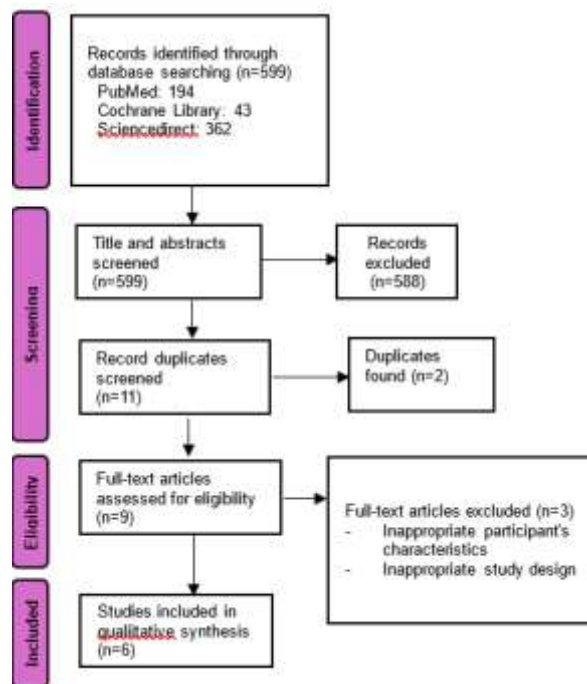 Identification
Records identified through
database searching (n=599)
PubMed: 194
Cochrane Library: 43
Sciencedirect: 362
Screening
Title and abstracts
screened
(n=599)
Records
excluded
(n=588)
Record duplicates
screened
(n=11)
Duplicates
found (n=2)
Eligibility
Full-text articles
assessed for eligibility
(n=9)
Full-text articles excluded (n=3)
- Inappropriate participant's
characteristics
- Inappropriate study design
Included
Studies included in
qualitative synthesis
(n=6)